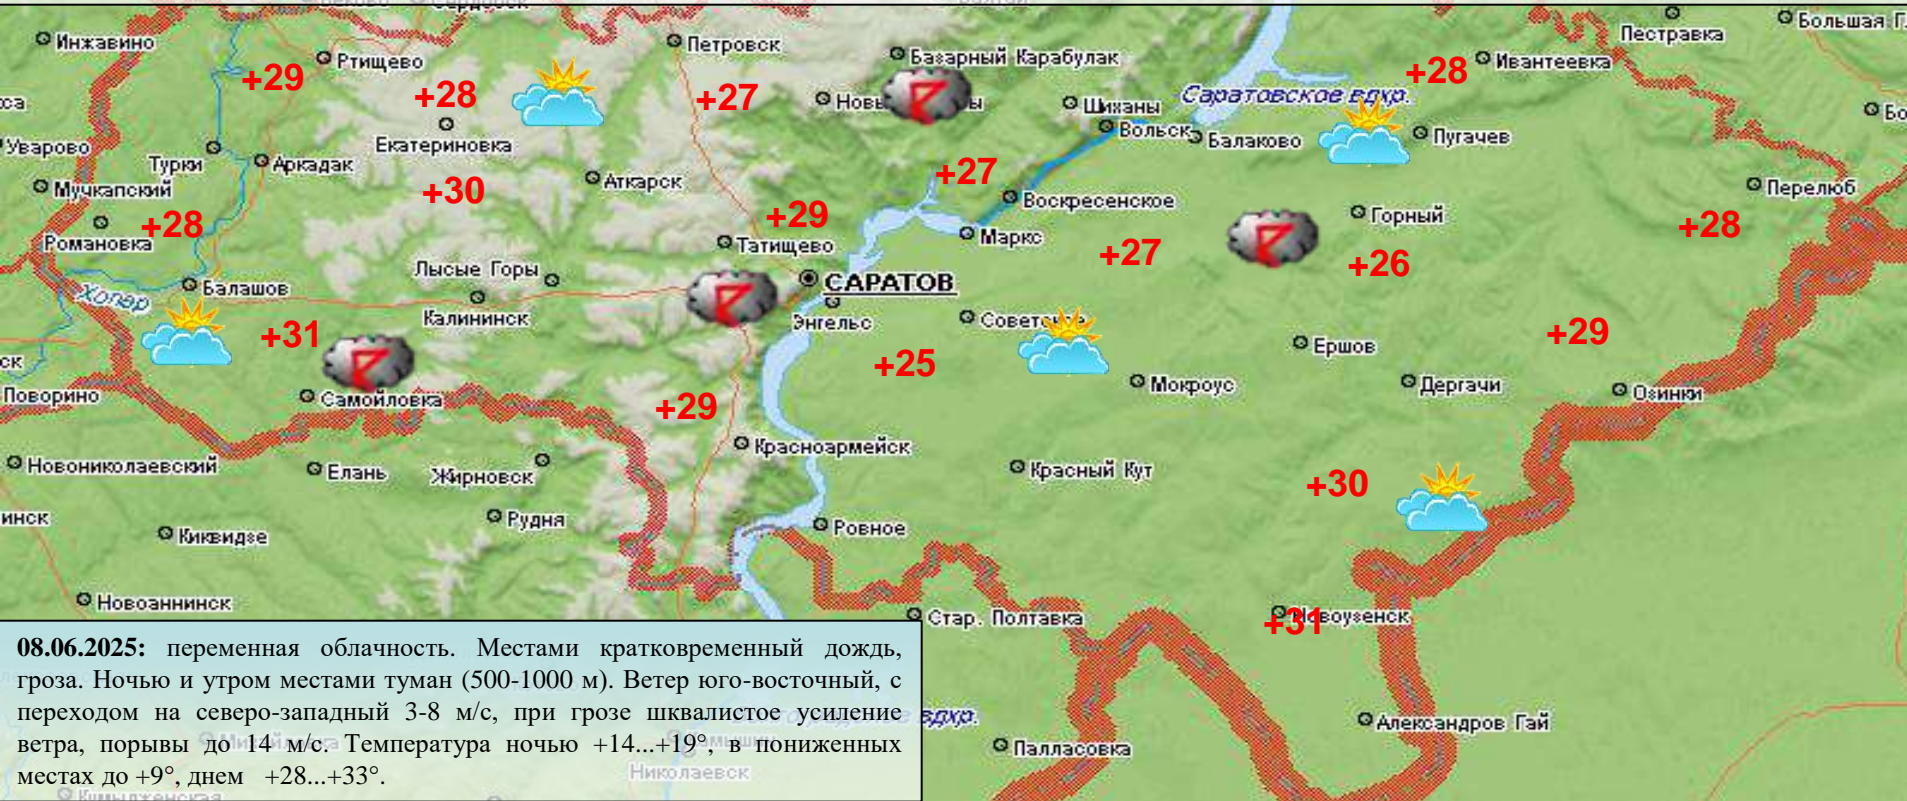 Инжавино
Ртищево
Петровск
Базарный Карабулак
Ивантеевка
Пестравка
Большая Г
+29
+28
+27
+28
Шиханы
Саратовское вдхр.
Вольск
Балаково
Пугачев
Уварово
Турки
Аркадак
Екатериновка
Аткарск
Мучкапский
+30
+27
Воскресенское
Перелюб
Романовка
+28
+29
Татищево
Маркс
Горный
+27
+26
+28
Балашов
Лысые Горы
САРАТОВ
Хопер
Калининск
Энгельс
+31
+25
Ершов
+29
Поворино
Самойловка
+29
Мокроус
Дергачи
Озинки
Новониколаевский
Елань
Жирновск
Красноармейск
Красный Кут
+30
Рудня
Киквидзе
Ровное
Новоаннинск
Стар. Полтавка
+31
Новоузенск
08.06.2025: переменная облачность. Местами кратковременный дождь,
гроза. Ночью и утром местами туман (500-1000 м). Ветер юго-восточный, с
переходом на северо-западный 3-8 м/с, при грозе шквалистое усиление
ветра, порывы до 14 м/с. Температура ночью +14...+19°, в пониженных
местах до +9°, днем +28...+33°.
вдхр.
Палласовка
Александров Гай
Николаевск